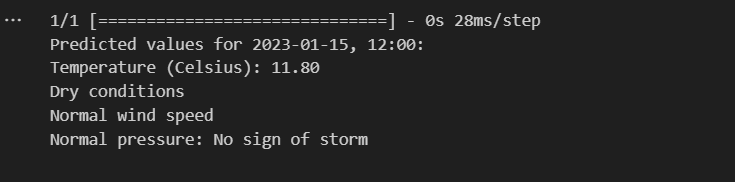 1/1 [==============================] - 0s 28ms/step
Predicted values for 2023-01-15, 12:00:
Temperature (Celsius): 11.80
Dry conditions
Normal wind speed
Normal pressure: No sign of storm